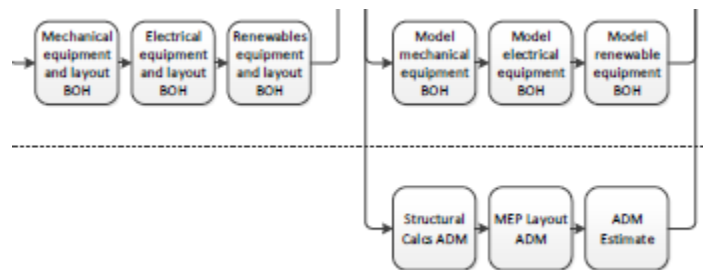 Mechanical
equipment
and layout
BOH
Electrical
equipment
and layout
BOH
Renewables
equipment
and layout
BOH
Model
mechanical
equipment
BOH
Model
electrical
equipment
BOH
Model
renewable
equipment
BOH
Structural
Calcs ADM
MEP Layout
ADM
ADM
Estimate